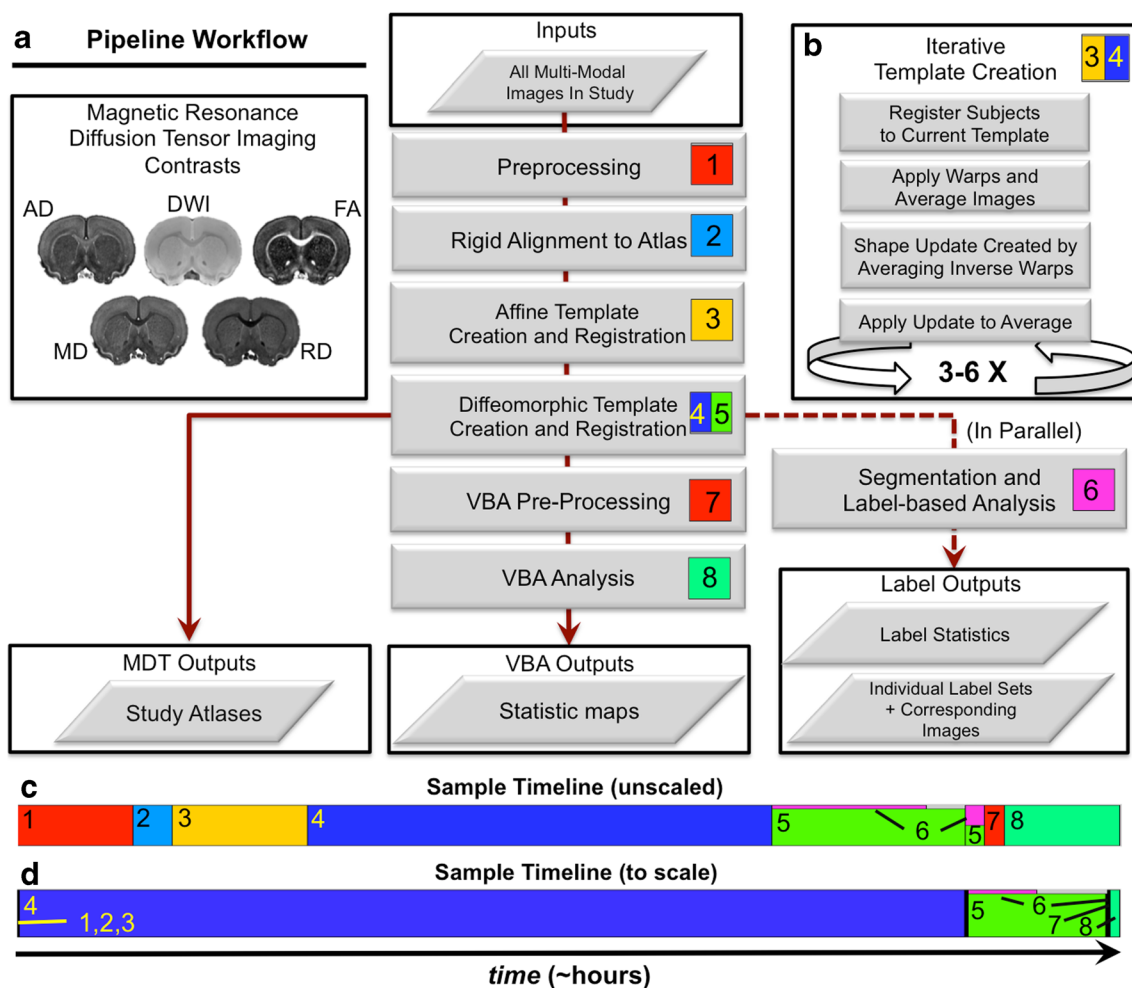 a
Pipeline Workflow
Magnetic Resonance
Diffusion Tensor Imaging
Contrasts
AD
DWI
FA
MD
RD
Inputs
All Multi-Modal
Images In Study
Preprocessing
1
Rigid Alignment to Atlas
2
Affine Template
Creation and Registration
3
Diffeomorphic Template
Creation and Registration
4 5
VBA Pre-Processing
7
VBA Analysis
8
b
Iterative
Template Creation
3 4
Register Subjects
to Current Template
Apply Warps and
Average Images
Shape Update Created by
Averaging Inverse Warps
Apply Update to Average
3-6 X
(In Parallel)
Segmentation and
Label-based Analysis
6
MDT Outputs
Study Atlases
VBA Outputs
Statistic maps
Label Outputs
Label Statistics
Individual Label Sets
+ Corresponding
Images
c
Sample Timeline (unscaled)
1 2 3 4 5 6 5 7 8
d
Sample Timeline (to scale)
4 1,2,3 5 6 7 8
time (~hours)